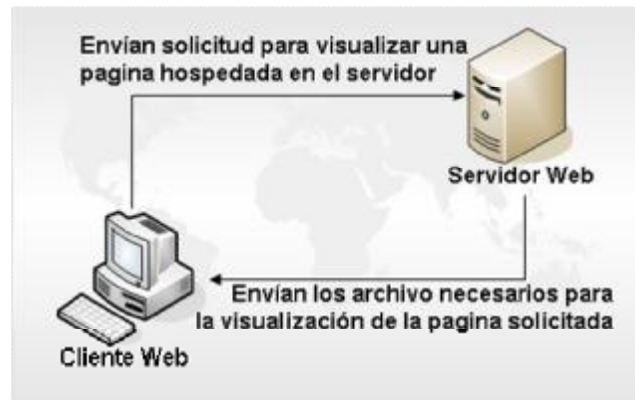 Envían solicitud para visualizar una
pagina hospedada en el servidor
Servidor Web
Envían los archivo necesarios para
la visualización de la pagina solicitada
Cliente Web